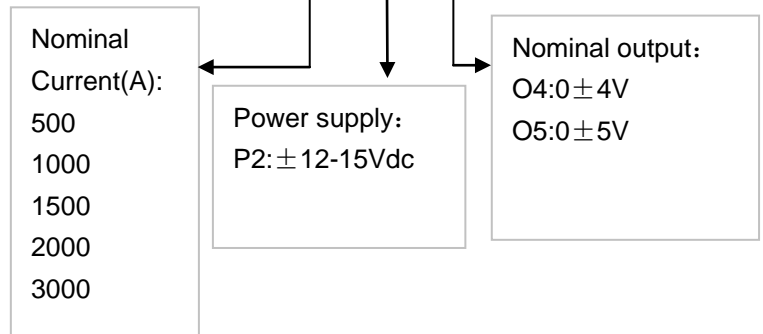 Nominal
Current(A):
500
1000
1500
2000
3000
Power supply：
P2:±12-15Vdc
Nominal output：
O4:0±4V
O5:0±5V